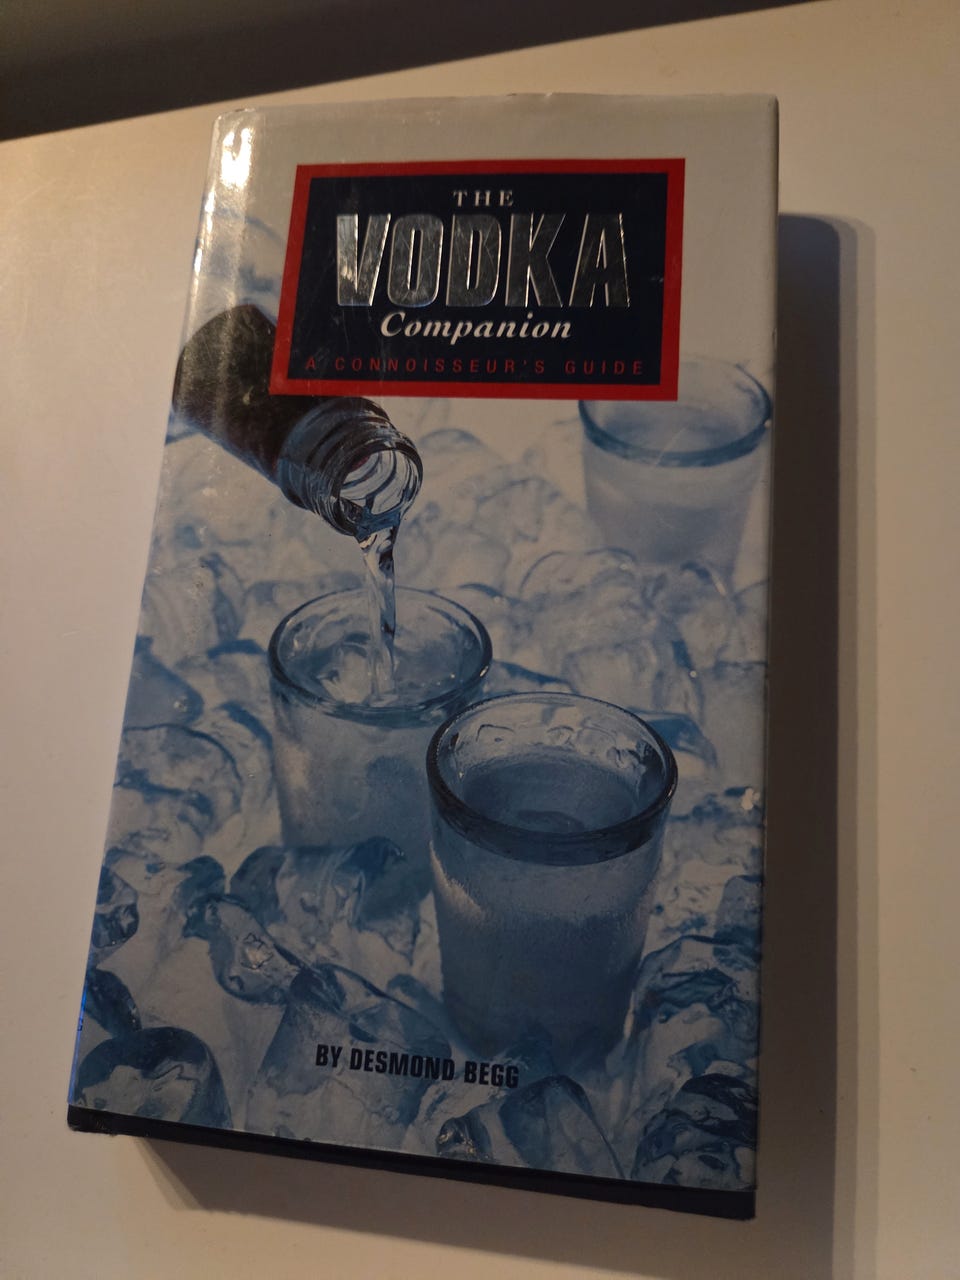 THE
VODKA
Companion
A CONNOISSEUR'S GUIDE
BY DESMOND BEGG